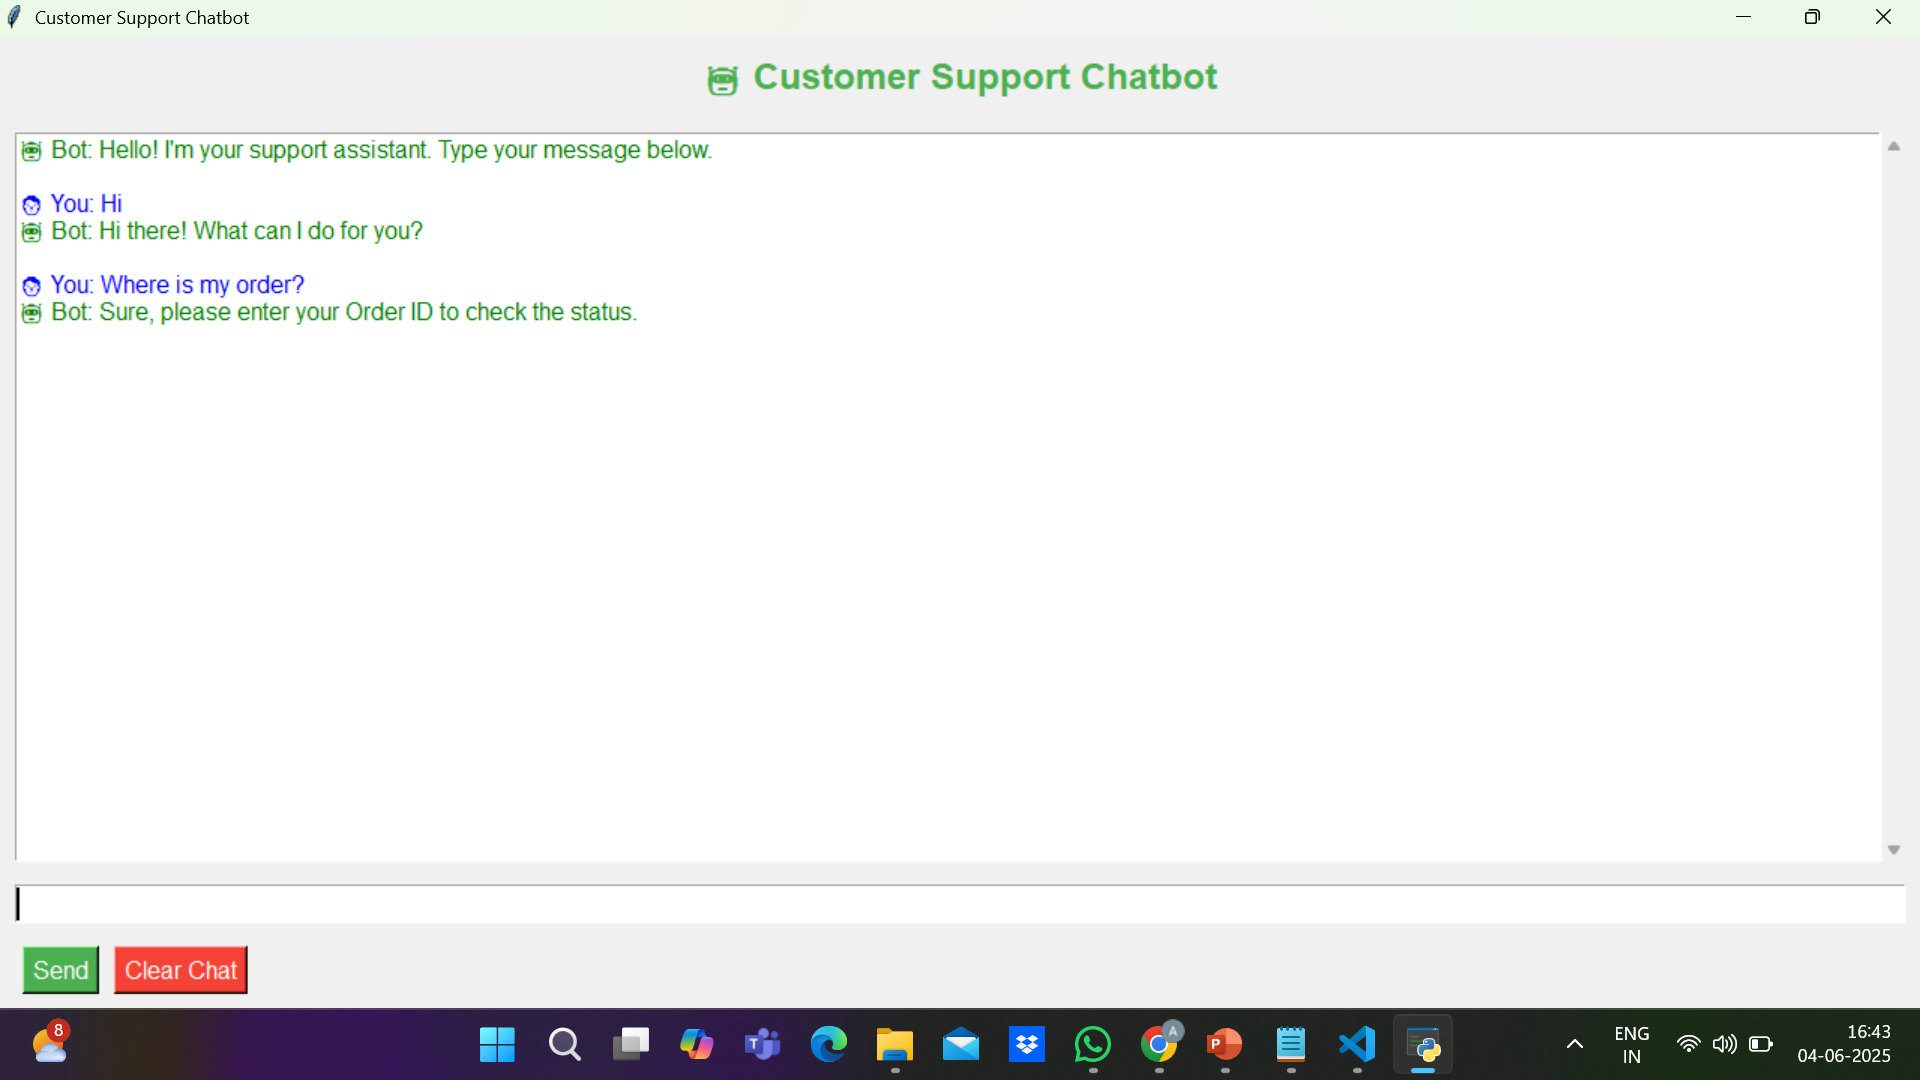 Customer Support Chatbot
Customer Support Chatbot
Bot: Hello! I'm your support assistant. Type your message below.
You: Hi
Bot: Hi there! What can I do for you?
You: Where is my order?
Bot: Sure, please enter your Order ID to check the status.
Send
Clear Chat
8
T
A
P
ENG
IN
16:43
04-06-2025